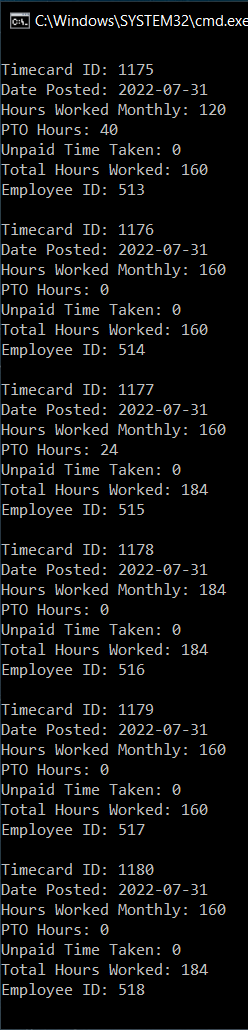 C:\Windows\SYSTEM32\cmd.exe
Timecard ID: 1175
Date Posted: 2022-07-31
Hours Worked Monthly: 120
PTO Hours: 40
Unpaid Time Taken: 0
Total Hours Worked: 160
Employee ID: 513
Timecard ID: 1176
Date Posted: 2022-07-31
Hours Worked Monthly: 160
PTO Hours: 0
Unpaid Time Taken: 0
Total Hours Worked: 160
Employee ID: 514
Timecard ID: 1177
Date Posted: 2022-07-31
Hours Worked Monthly: 160
PTO Hours: 24
Unpaid Time Taken: 0
Total Hours Worked: 184
Employee ID: 515
Timecard ID: 1178
Date Posted: 2022-07-31
Hours Worked Monthly: 184
PTO Hours: 0
Unpaid Time Taken: 0
Total Hours Worked: 184
Employee ID: 516
Timecard ID: 1179
Date Posted: 2022-07-31
Hours Worked Monthly: 160
PTO Hours: 0
Unpaid Time Taken: 0
Total Hours Worked: 160
Employee ID: 517
Timecard ID: 1180
Date Posted: 2022-07-31
Hours Worked Monthly: 160
PTO Hours: 0
Unpaid Time Taken: 0
Total Hours Worked: 184
Employee ID: 518